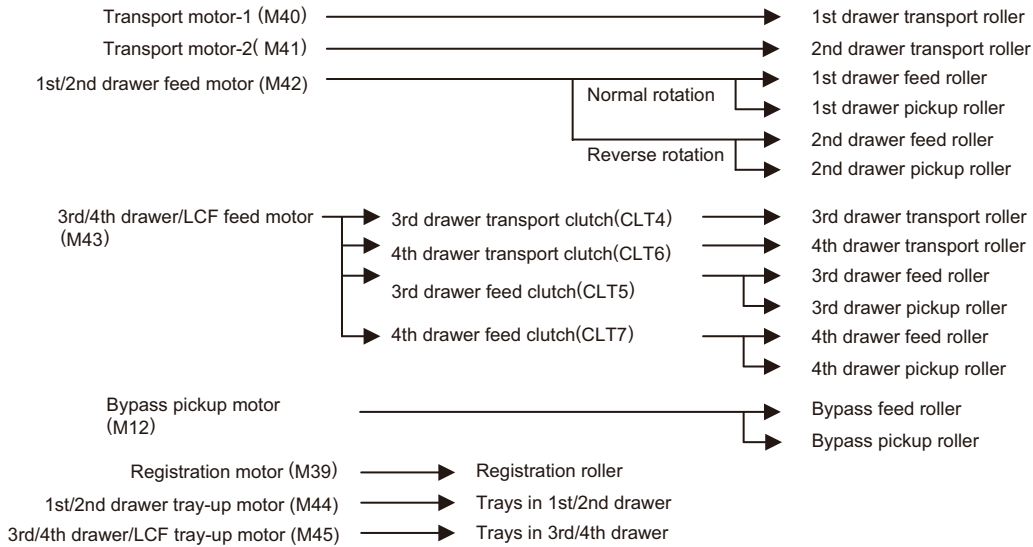 Transport motor-1 (M40)
1st drawer transport roller
Transport motor-2( M41)
2nd drawer transport roller
1st/2nd drawer feed motor (M42)
Normal rotation
1st drawer feed roller
1st drawer pickup roller
Reverse rotation
2nd drawer feed roller
2nd drawer pickup roller
3rd/4th drawer/LCF feed motor
(M43)
3rd drawer transport clutch(CLT4)
3rd drawer transport roller
4th drawer transport clutch(CLT6)
4th drawer transport roller
3rd drawer feed clutch(CLT5)
3rd drawer feed roller
3rd drawer pickup roller
4th drawer feed clutch(CLT7)
4th drawer feed roller
4th drawer pickup roller
Bypass pickup motor
(M12)
Bypass feed roller
Bypass pickup roller
Registration motor (M39)
Registration roller
1st/2nd drawer tray-up motor (M44)
Trays in 1st/2nd drawer
3rd/4th drawer/LCF tray-up motor (M45)
Trays in 3rd/4th drawer